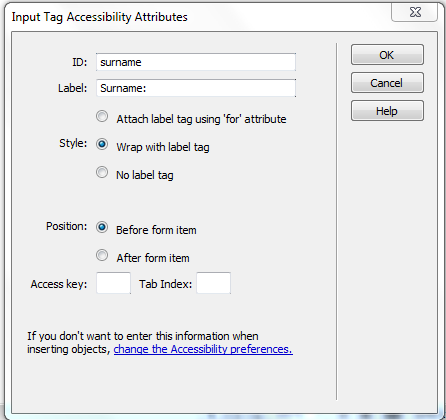 Input Tag Accessibility Attributes
ID: surname
OK
Label: Surname:
Cancel
Attach label tag using 'for' attribute
Help
Style: Wrap with label tag
No label tag
Position: Before form item
After form item
Access key: Tab Index:
If you don't want to enter this information when
inserting objects, change the Accessibility preferences.